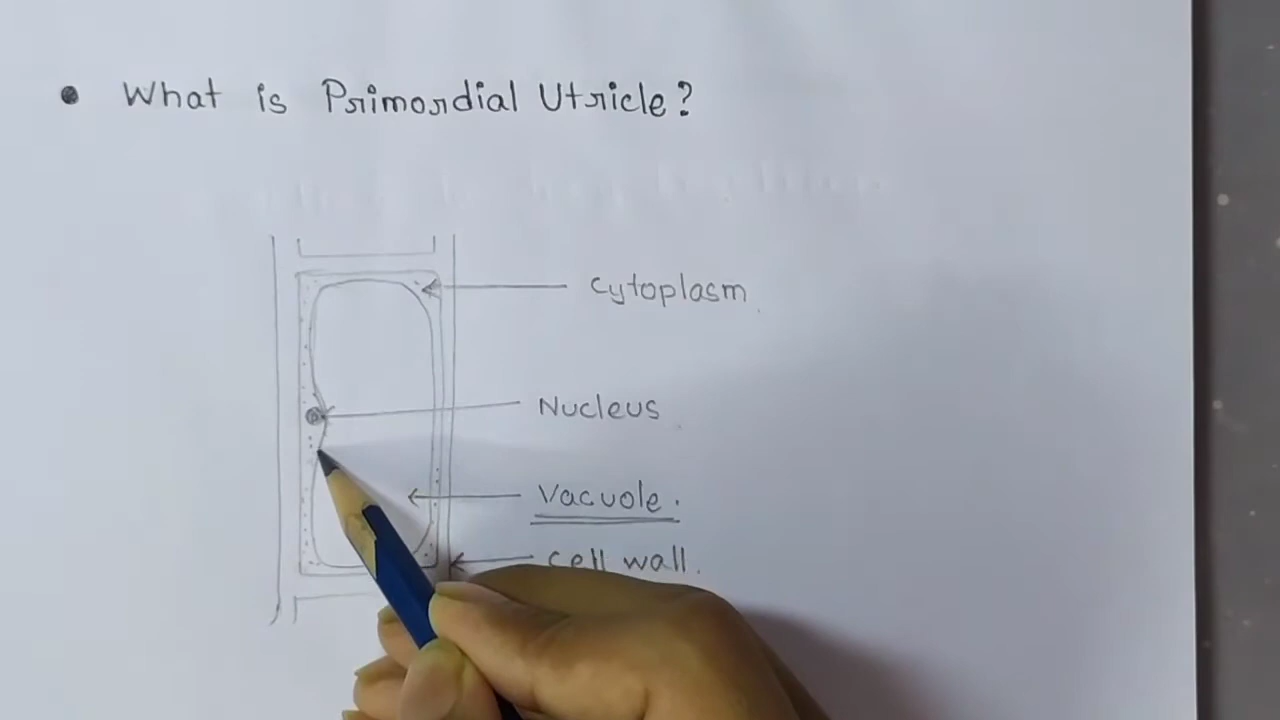 • What is Primordial Utricle?
Cytoplasm.
Nucleus.
Vacuole.
Cell wall.